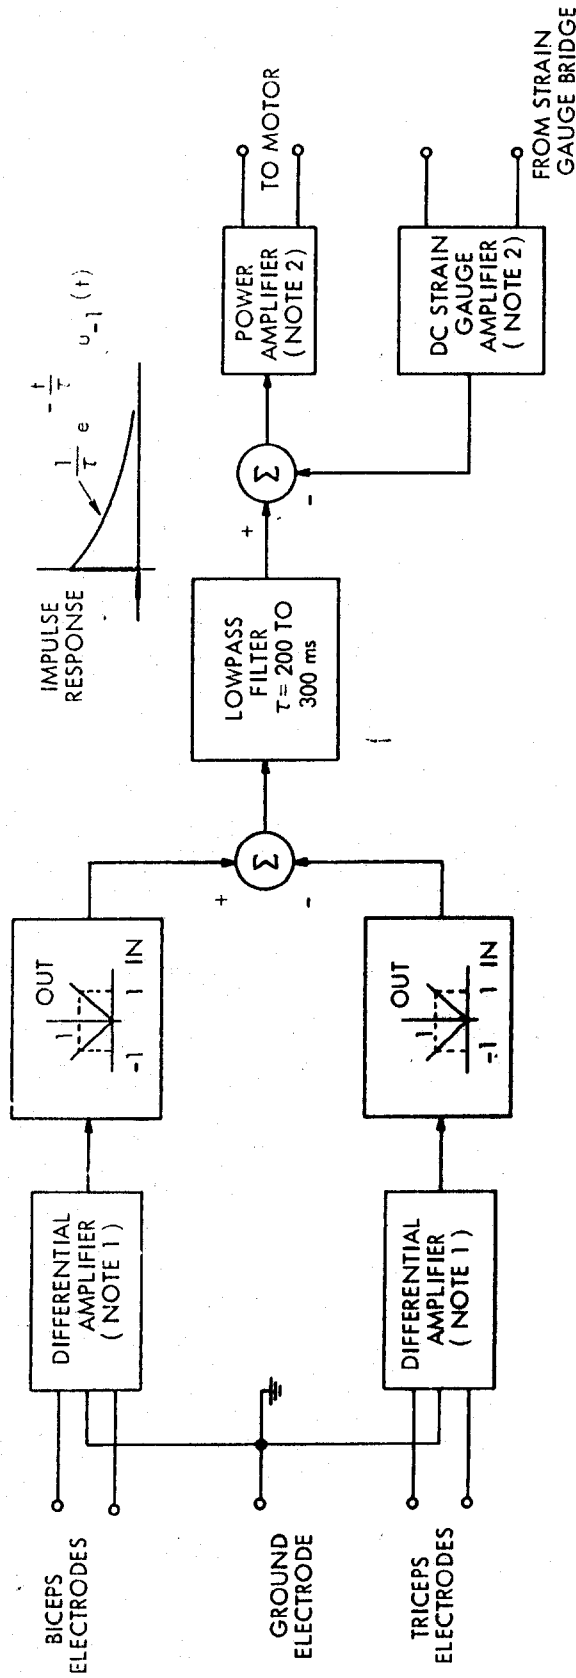 BICEPS
ELECTRODES
GROUND
ELECTRODE
TRICEPS
ELECTRODES
DIFFERENTIAL
AMPLIFIER
( NOTE 1 )
DIFFERENTIAL
AMPLIFIER
( NOTE 1 )
OUT
1
-1 1 IN
OUT
1
-1 1 IN
+
Σ
-
LOWPASS
FILTER
τ = 200 TO
300 ms
IMPULSE
RESPONSE
1/τ e -t/τ u-1 (t)
+
Σ
-
POWER
AMPLIFIER
(NOTE 2)
TO MOTOR
DC STRAIN
GAUGE
AMPLIFIER
( NOTE 2)
FROM STRAIN
GAUGE BRIDGE